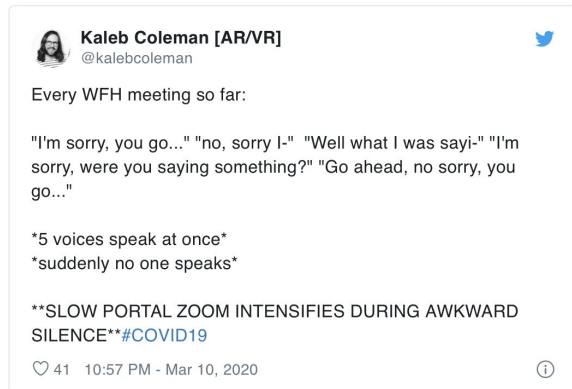 Kaleb Coleman [AR/VR]
@kalebcoleman
Every WFH meeting so far:
"I'm sorry, you go..." "no, sorry I-"  "Well what I was sayi-" "I'm
sorry, were you saying something?" "Go ahead, no sorry, you
go..."
*5 voices speak at once*
*suddenly no one speaks*
**SLOW PORTAL ZOOM INTENSIFIES DURING AWKWARD
SILENCE**#COVID19
41 10:57 PM - Mar 10, 2020